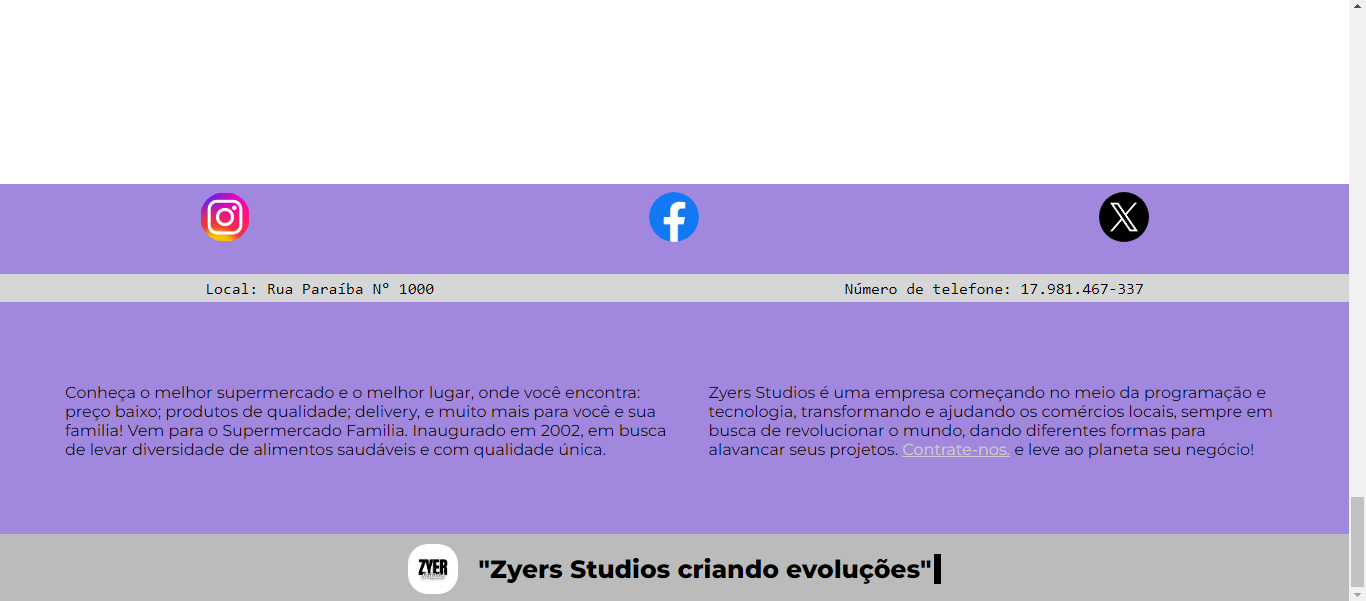 Local: Rua Paraíba N° 1000
Número de telefone: 17.981.467-337
Conheça o melhor supermercado e o melhor lugar, onde você encontra:
preço baixo; produtos de qualidade; delivery, e muito mais para você e sua
familia! Vem para o Supermercado Familia. Inaugurado em 2002, em busca
de levar diversidade de alimentos saudáveis e com qualidade única.
Zyers Studios é uma empresa começando no meio da programação e
tecnologia, transformando e ajudando os comércios locais, sempre em
busca de revolucionar o mundo, dando diferentes formas para
alavancar seus projetos. Contrate-nos. e leve ao planeta seu negócio!
ZYER
"Zyers Studios criando evoluções"